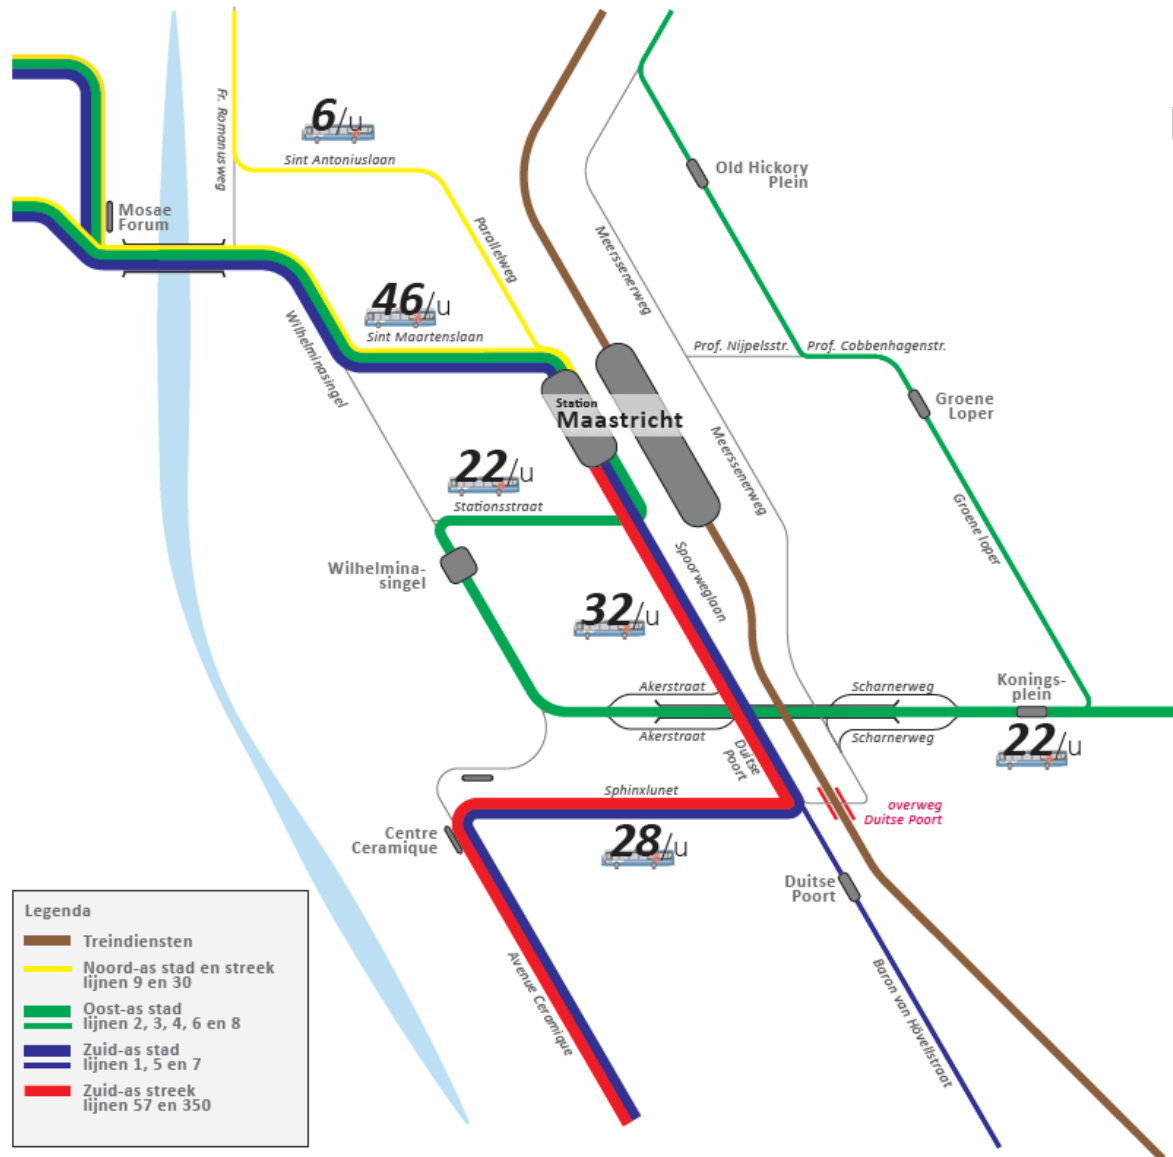 Fr. Romanusweg
6/u
Sint Antoniuslaan
Old Hickory
Plein
Mosae
Forum
Parallelweg
Meerssenerweg
46/u
Sint Maartenslaan
Wilhelminasingel
Prof. Nijpelsstr.
Prof. Cobbenhagenstr.
Station
Maastricht
Groene
Loper
Meerssenerweg
22/u
Stationsstraat
Groene loper
Spoorweglaan
Wilhelmina-
singel
32/u
Akerstraat
Scharnerweg
Konings-
plein
Akerstraat
Scharnerweg
22/u
Duitse
Poort
Sphinxlunet
overweg
Duitse Poort
Centre
Ceramique
28/u
Duitse
Poort
Avenue Ceramique
Baron van Hövellstraat
Legenda
Treindiensten
Noord-as stad en streek
lijnen 9 en 30
Oost-as stad
lijnen 2, 3, 4, 6 en 8
Zuid-as stad
lijnen 1, 5 en 7
Zuid-as streek
lijnen 57 en 350